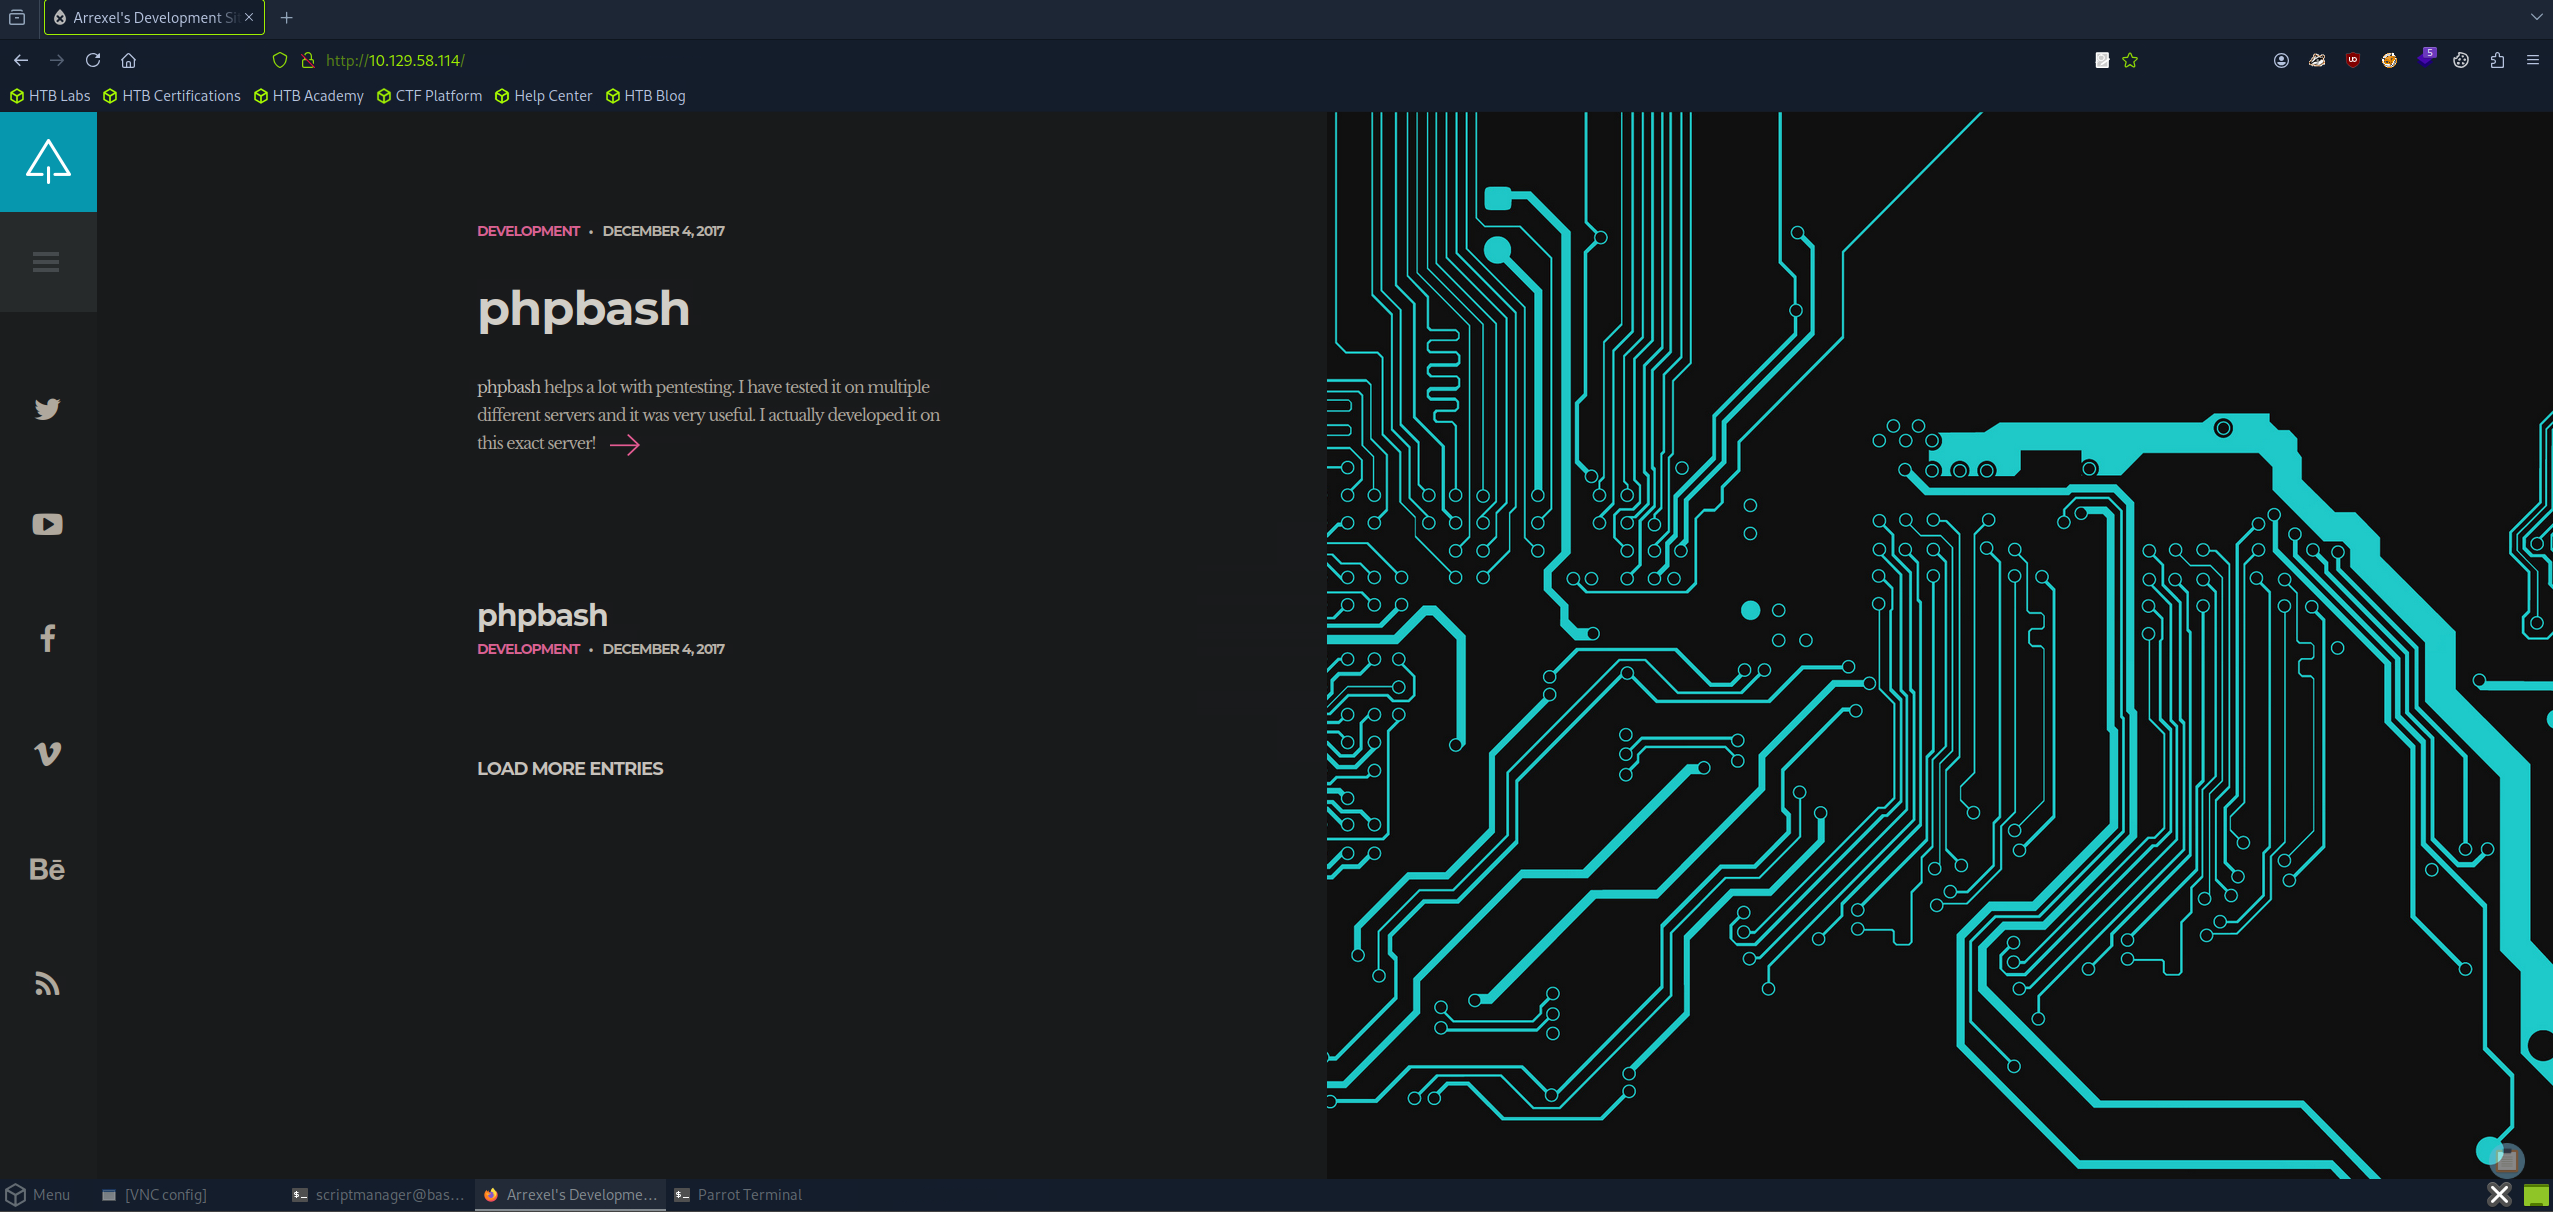 Arrexel's Development Si
http://10.129.58.114/
5
HTB Labs
HTB Certifications
HTB Academy
CTF Platform
Help Center
HTB Blog
DEVELOPMENT • DECEMBER 4, 2017
phpbash
phpbash helps a lot with pentesting. I have tested it on multiple
different servers and it was very useful. I actually developed it on
this exact server!
phpbash
DEVELOPMENT • DECEMBER 4, 2017
LOAD MORE ENTRIES
Bē
Menu
[VNC config]
scriptmanager@bas...
Arrexel's Developme...
Parrot Terminal